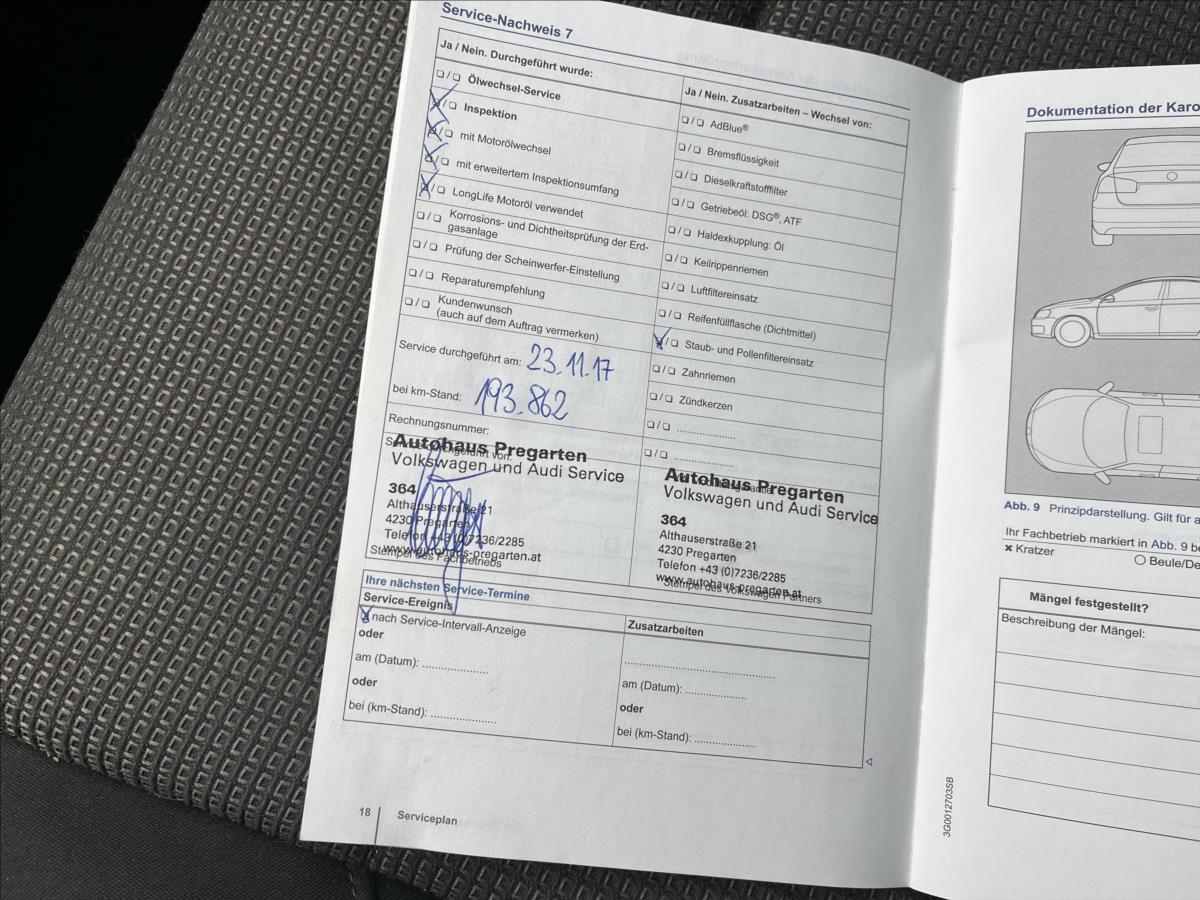 Service-Nachweis 7
Ja / Nein. Durchgeführt wurde:
❏/❏ Ölwechsel-Service
❏/❏ Inspektion
❏/❏ mit Motorölwechsel
❏/❏ mit erweitertem Inspektionsumfang
❏/❏ LongLife Motoröl verwendet
❏/❏ Korrosions- und Dichtheitsprüfung der Erd-
gasanlage
❏/❏ Prüfung der Scheinwerfer-Einstellung
❏/❏ Reparaturempfehlung
❏/❏ Kundenwunsch
(auch auf dem Auftrag vermerken)
Service durchgeführt am: 23.11.17
bei km-Stand: 193.862
Rechnungsnummer:
Autohaus Pregarten
Volkswagen und Audi Service
364
Althauserstraße 21
4230 Pregarten
Telefon +43 (0)7236/2285
www.autohaus-pregarten.at
Stempel des Fachbetriebs
Ja / Nein. Zusatzarbeiten – Wechsel von:
❏/❏ AdBlue®
❏/❏ Bremsflüssigkeit
❏/❏ Dieselkraftstofffilter
❏/❏ Getriebeöl: DSG®, ATF
❏/❏ Haldexkupplung: Öl
❏/❏ Keilrippenriemen
❏/❏ Luftfiltereinsatz
❏/❏ Reifenfüllflasche (Dichtmittel)
❏/❏ Staub- und Pollenfiltereinsatz
❏/❏ Zahnriemen
❏/❏ Zündkerzen
❏/❏ ....................
❏/❏ ....................
Autohaus Pregarten
Volkswagen und Audi Service
364
Althauserstraße 21
4230 Pregarten
Telefon +43 (0)7236/2285
www.autohaus-pregarten.at
Stempel des Volkswagen Partners
Ihre nächsten Service-Termine
Service-Ereignis
nach Service-Intervall-Anzeige
oder
am (Datum): ......................
oder
bei (km-Stand): ......................
Zusatzarbeiten
..................................................
am (Datum): ....................
oder
bei (km-Stand): ....................
18 Serviceplan
Dokumentation der Karo
Abb. 9 Prinzipdarstellung. Gilt für a
Ihr Fachbetrieb markiert in Abb. 9 be
✖ Kratzer
○ Beule/De
Mängel festgestellt?
Beschreibung der Mängel:
3G0012703SB